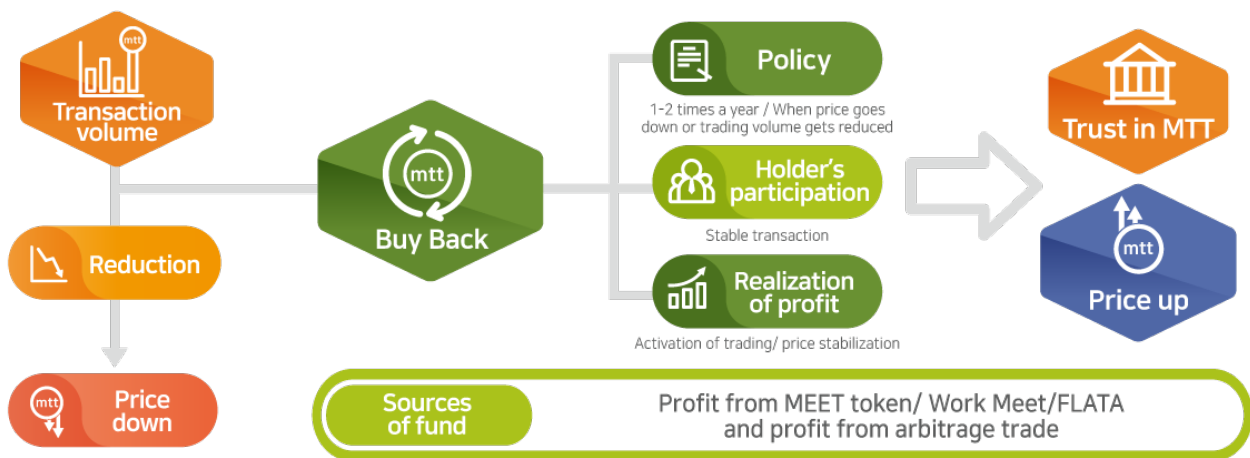 mtt
Transaction
volume
Reduction
mtt
Price
down
mtt
Buy Back
Policy
1-2 times a year / When price goes
down or trading volume gets reduced
Holder's
participation
Stable transaction
Realization
of profit
Activation of trading/ price stabilization
Trust in MTT
mtt
Price up
Sources
of fund
Profit from MEET token/ Work Meet/FLATA
and profit from arbitrage trade